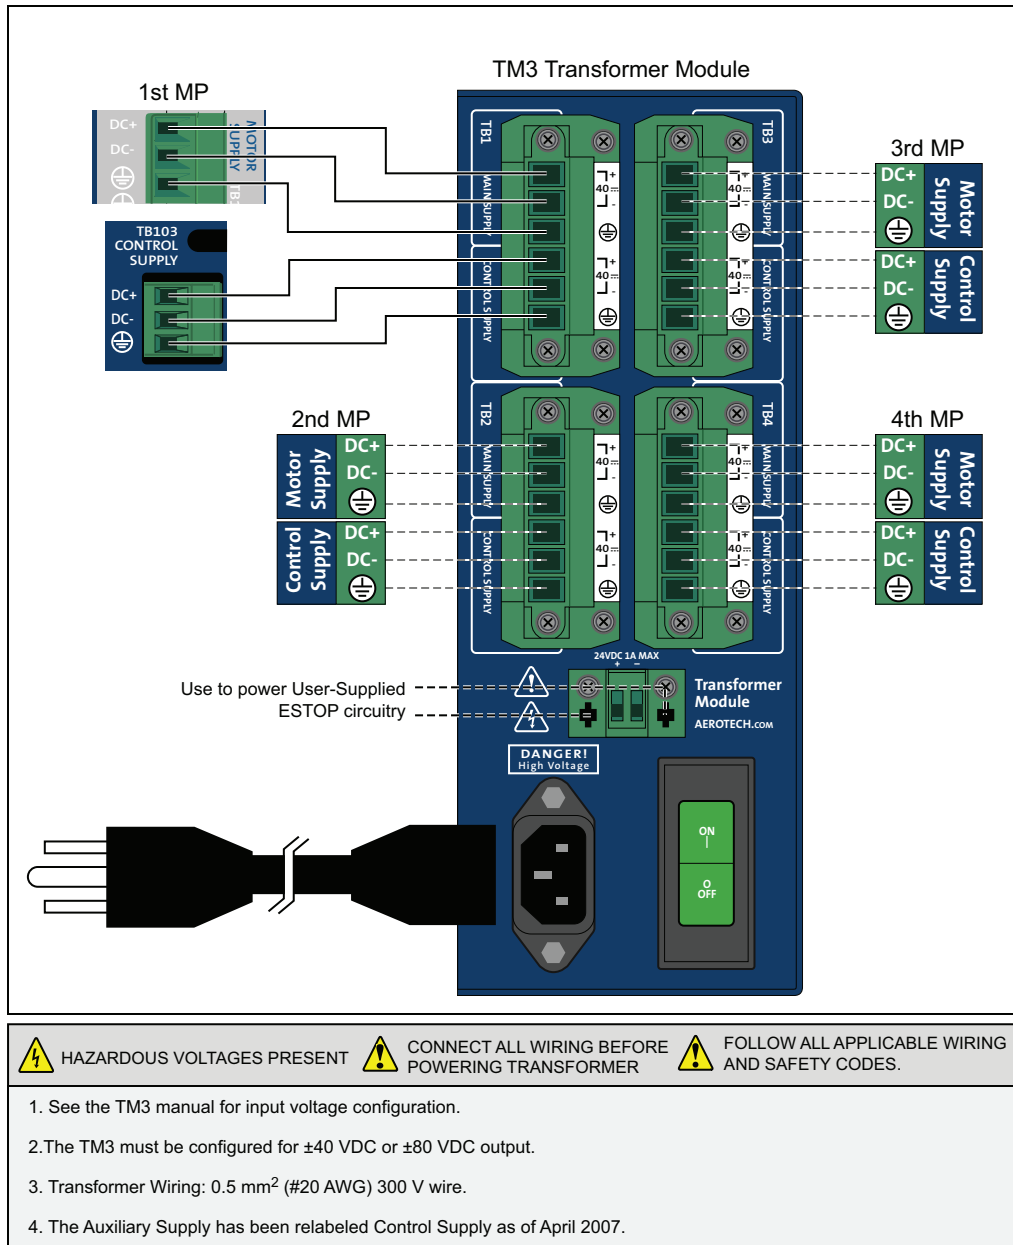 TM3 Transformer Module
1st MP
DC+
DC-
MOTOR
SUPPLY
TB103
CONTROL
SUPPLY
DC+
DC-
TB1
MAIN SUPPLY
CONTROL SUPPLY
+
40
-
+
40
-
TB3
MAIN SUPPLY
CONTROL SUPPLY
+
40
-
+
40
-
3rd MP
DC+
DC-
Motor
Supply
DC+
DC-
Control
Supply
2nd MP
Motor
Supply
DC+
DC-
Control
Supply
DC+
DC-
TB2
MAIN SUPPLY
CONTROL SUPPLY
+
40
-
+
40
-
TB4
MAIN SUPPLY
CONTROL SUPPLY
+
40
-
+
40
-
4th MP
DC+
DC-
Motor
Supply
DC+
DC-
Control
Supply
24VDC 1A MAX
+ −
Use to power User-Supplied
ESTOP circuitry
Transformer
Module
AEROTECH.COM
DANGER!
High Voltage
ON
|
O
OFF
HAZARDOUS VOLTAGES PRESENT
CONNECT ALL WIRING BEFORE
POWERING TRANSFORMER
FOLLOW ALL APPLICABLE WIRING
AND SAFETY CODES.
1. See the TM3 manual for input voltage configuration.
2.The TM3 must be configured for ±40 VDC or ±80 VDC output.
3. Transformer Wiring: 0.5 mm² (#20 AWG) 300 V wire.
4. The Auxiliary Supply has been relabeled Control Supply as of April 2007.